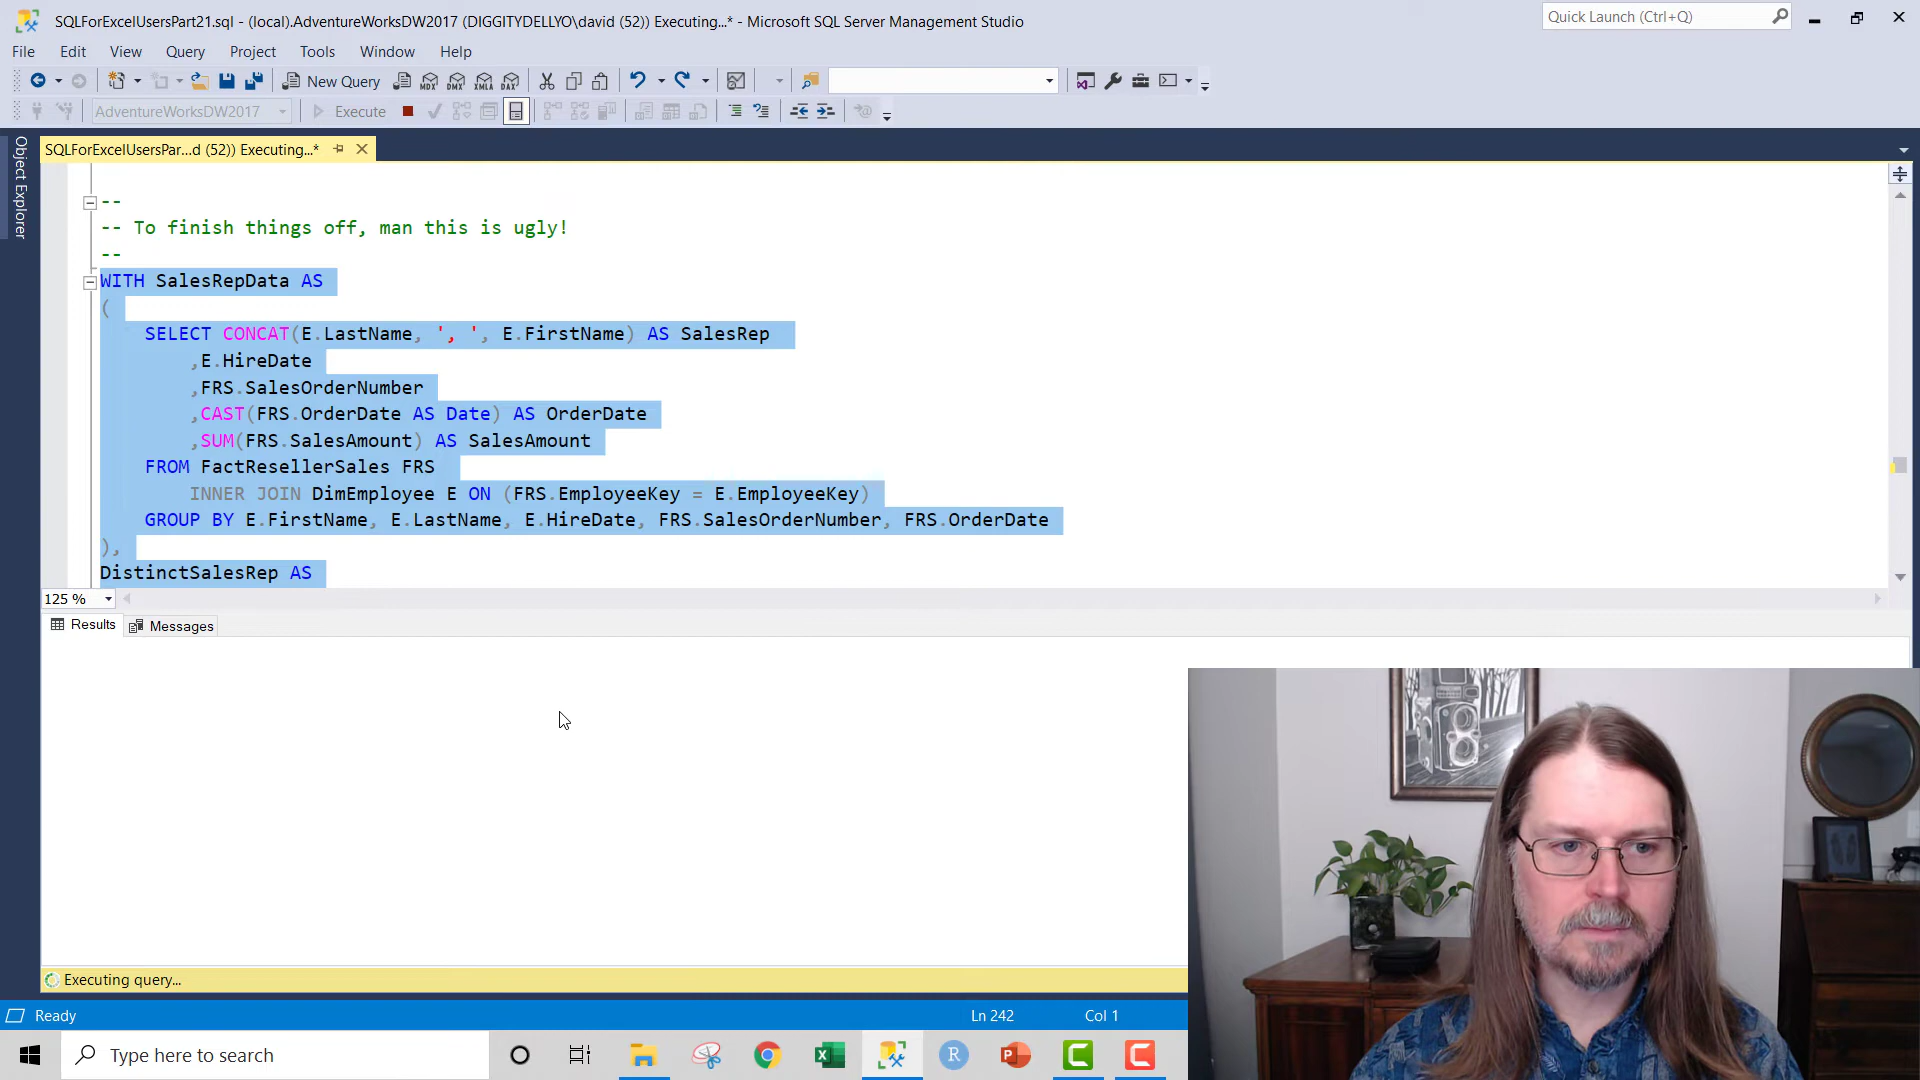 SQLForExcelUsersPart21.sql - (local).AdventureWorksDW2017 (DIGGITYDELLYO\david (52)) Executing...* - Microsoft SQL Server Management Studio
Quick Launch (Ctrl+Q)
File Edit View Query Project Tools Window Help
New Query MDX DMX XMLA DAX
AdventureWorksDW2017 Execute
SQLForExcelUsersPar...d (52)) Executing...*
Object Explorer
--
-- To finish things off, man this is ugly!
--
WITH SalesRepData AS
(
SELECT CONCAT(E.LastName, ', ', E.FirstName) AS SalesRep
,E.HireDate
,FRS.SalesOrderNumber
,CAST(FRS.OrderDate AS Date) AS OrderDate
,SUM(FRS.SalesAmount) AS SalesAmount
FROM FactResellerSales FRS
INNER JOIN DimEmployee E ON (FRS.EmployeeKey = E.EmployeeKey)
GROUP BY E.FirstName, E.LastName, E.HireDate, FRS.SalesOrderNumber, FRS.OrderDate
),
DistinctSalesRep AS
125 %
Results Messages
Executing query...
Ready Ln 242 Col 1
Type here to search